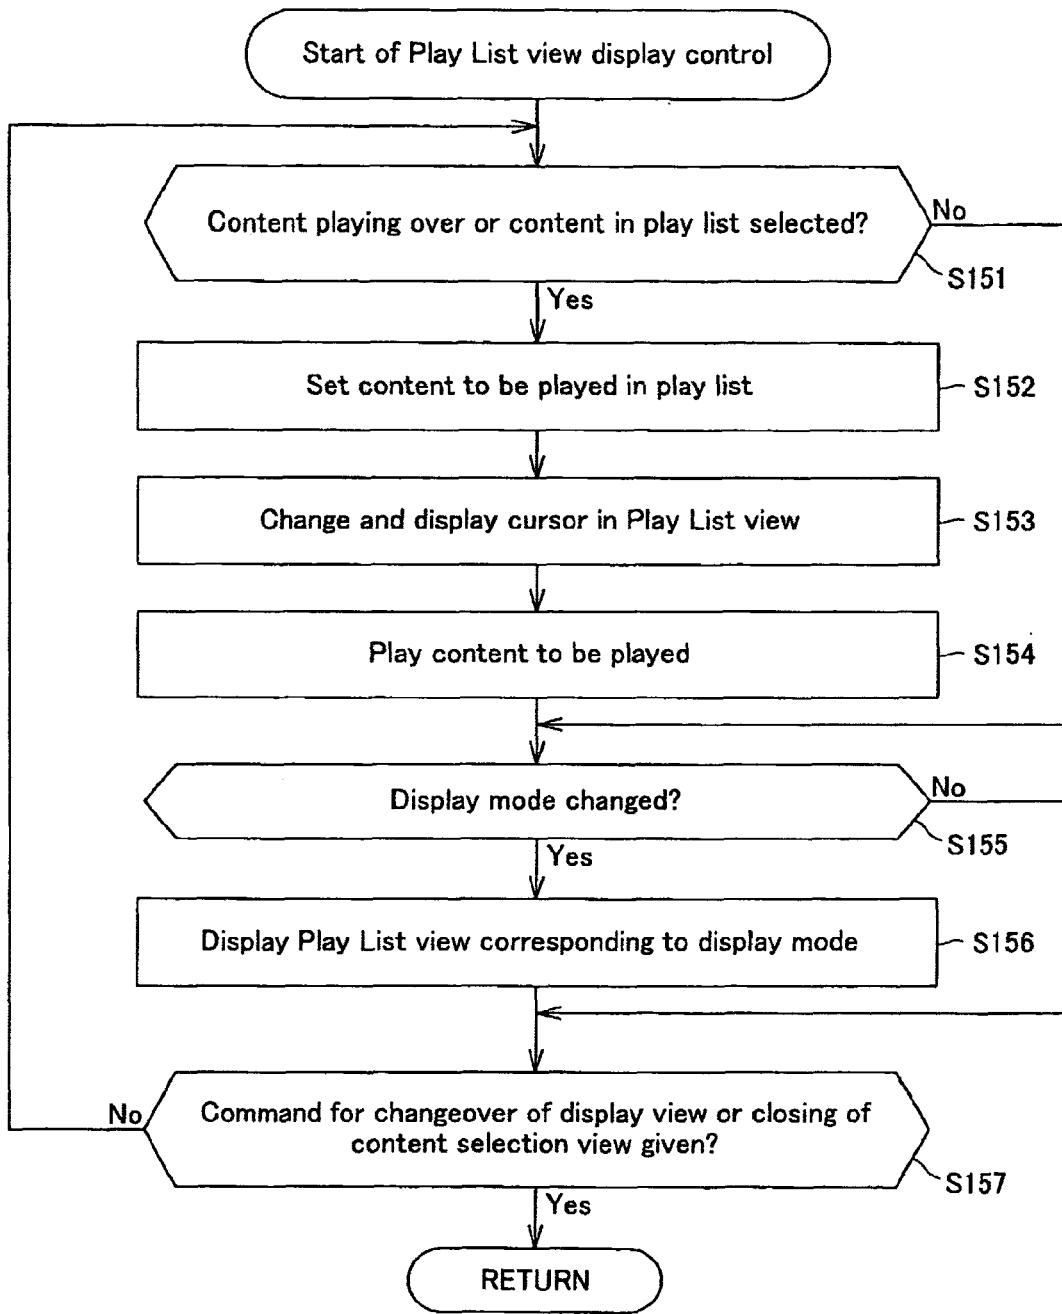 Start of Play List view display control
Content playing over or content in play list selected?
No
S151
Yes
Set content to be played in play list
S152
Change and display cursor in Play List view
S153
Play content to be played
S154
Display mode changed?
No
S155
Yes
Display Play List view corresponding to display mode
S156
No
Command for changeover of display view or closing of
content selection view given?
S157
Yes
RETURN